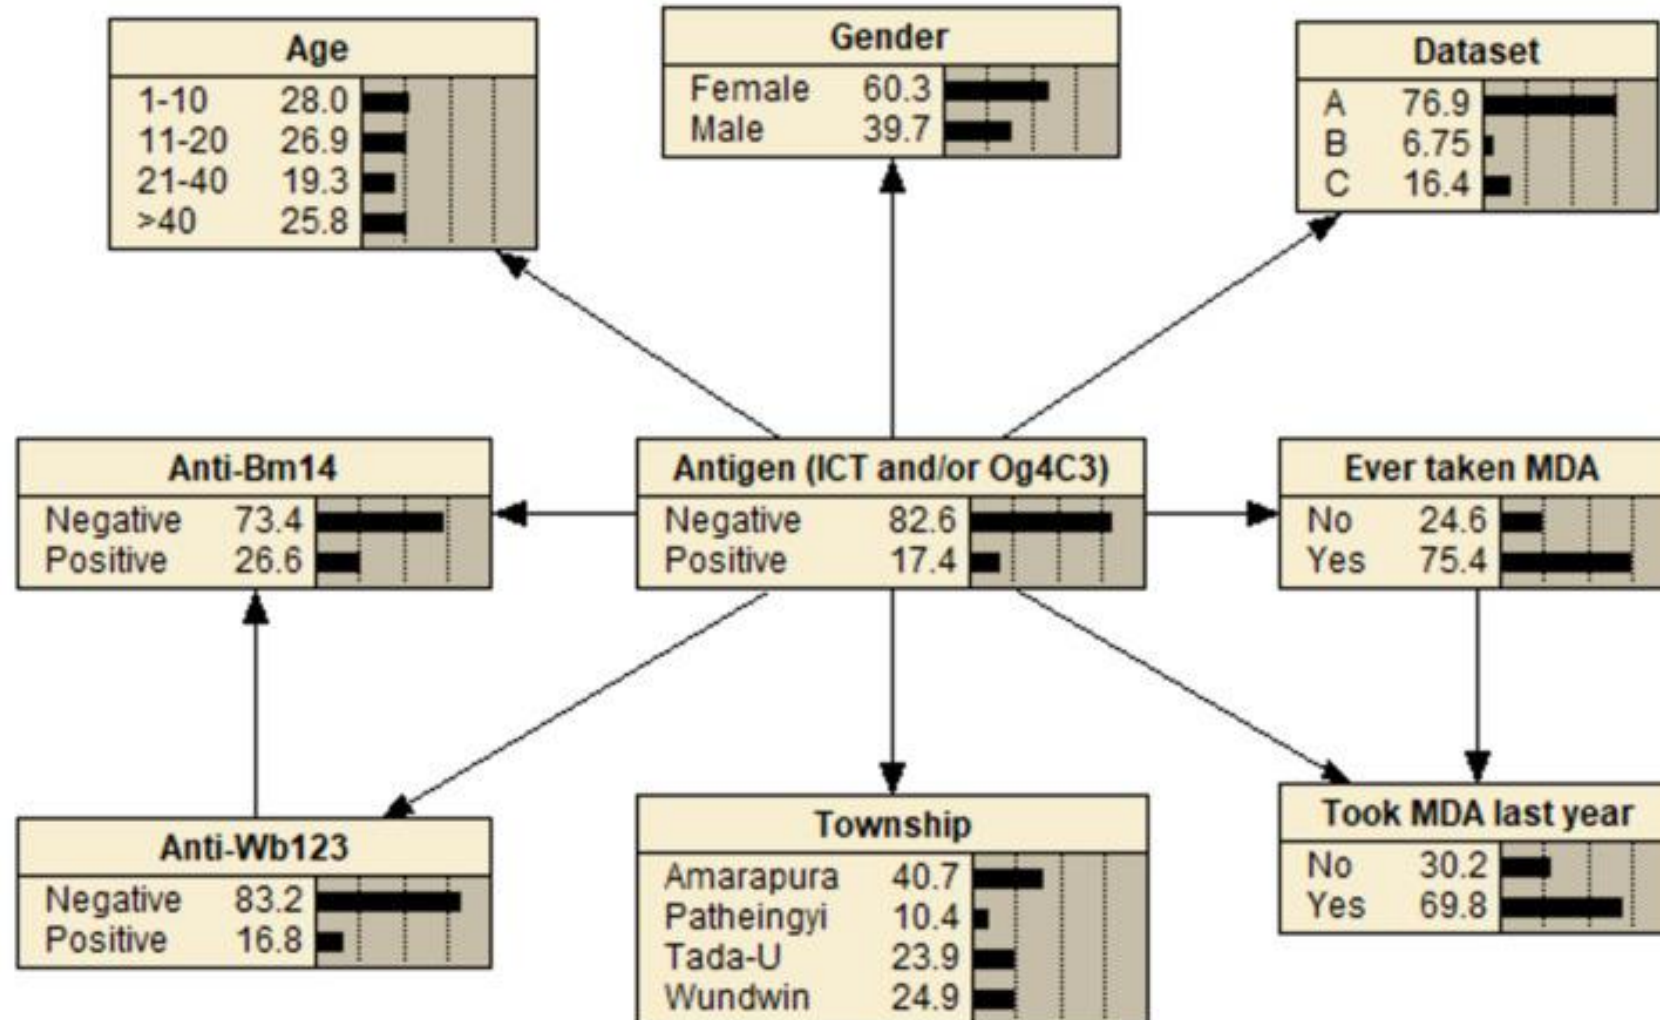 Age
1-10 28.0
11-20 26.9
21-40 19.3
>40 25.8
Gender
Female 60.3
Male 39.7
Dataset
A 76.9
B 6.75
C 16.4
Anti-Bm14
Negative 73.4
Positive 26.6
Antigen (ICT and/or Og4C3)
Negative 82.6
Positive 17.4
Ever taken MDA
No 24.6
Yes 75.4
Anti-Wb123
Negative 83.2
Positive 16.8
Township
Amarapura 40.7
Patheingyi 10.4
Tada-U 23.9
Wundwin 24.9
Took MDA last year
No 30.2
Yes 69.8